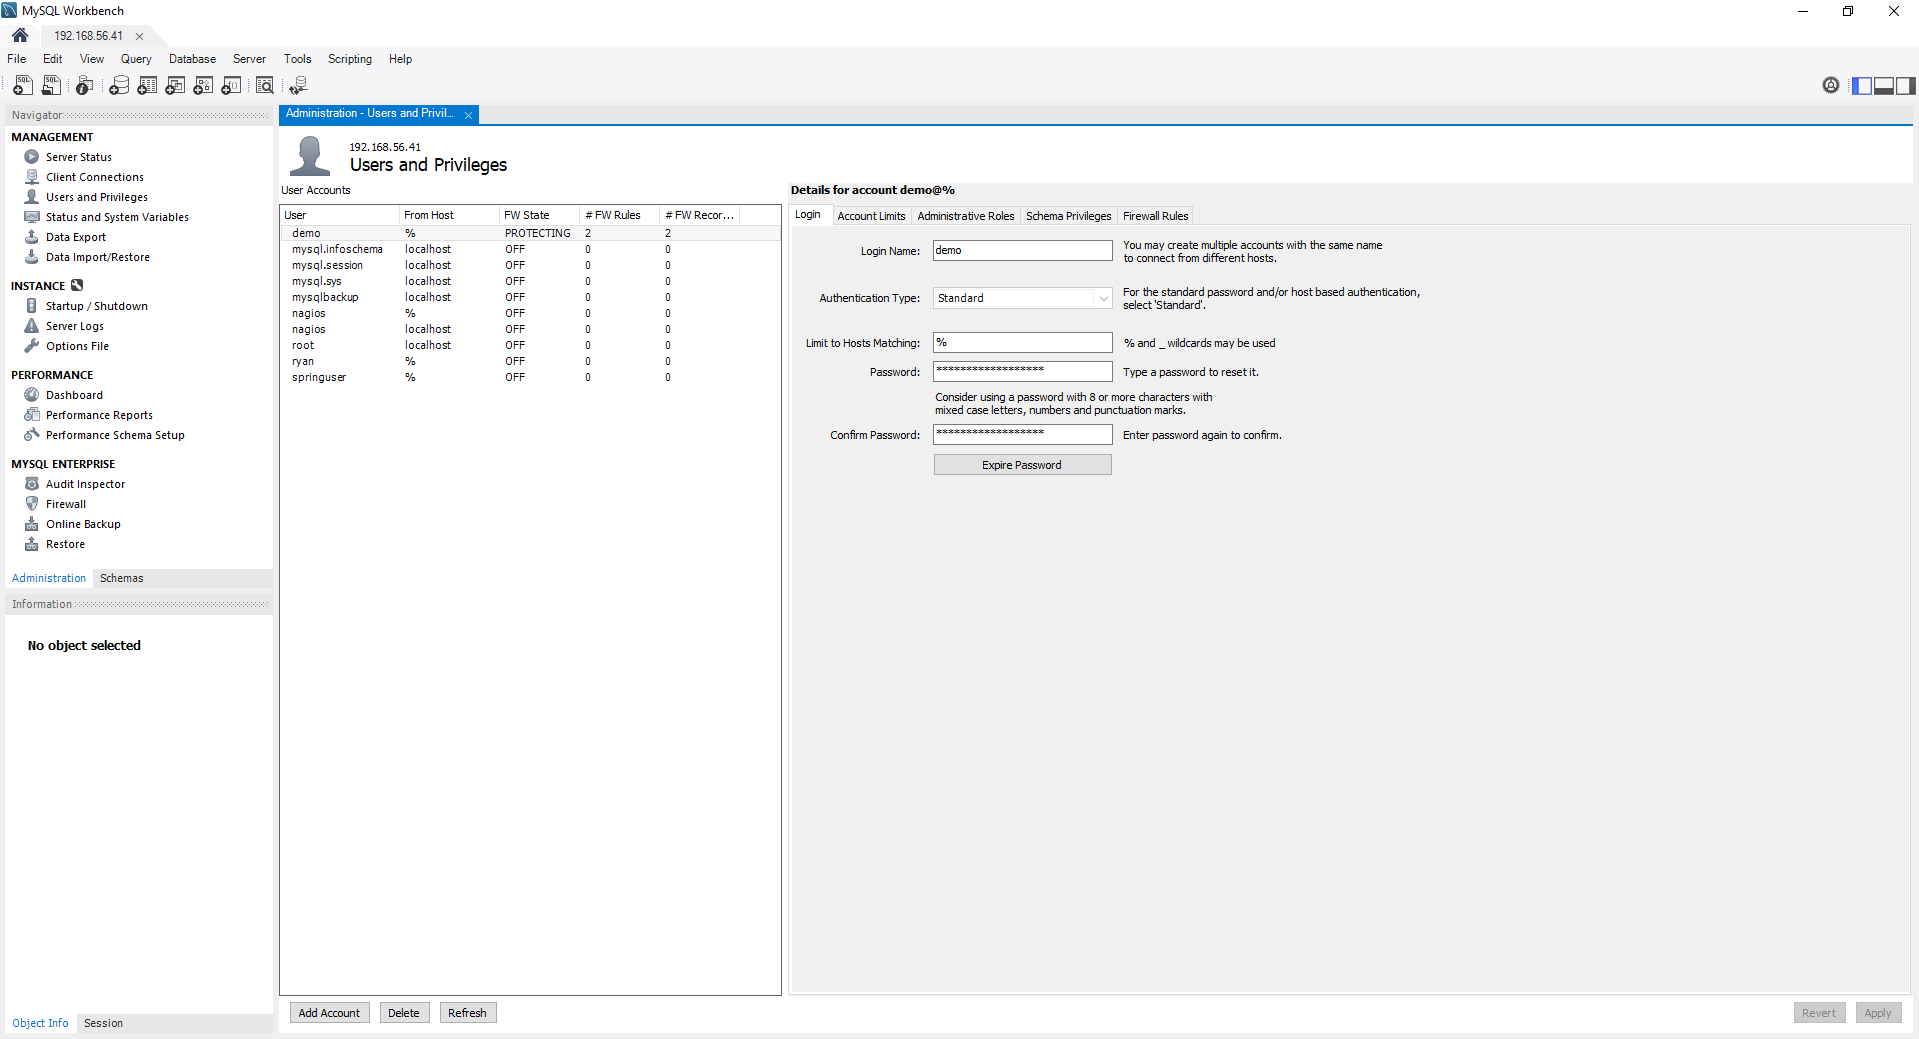 MySQL Workbench
192.168.56.41
File Edit View Query Database Server Tools Scripting Help
Navigator
MANAGEMENT
Server Status
Client Connections
Users and Privileges
Status and System Variables
Data Export
Data Import/Restore
INSTANCE
Startup / Shutdown
Server Logs
Options File
PERFORMANCE
Dashboard
Performance Reports
Performance Schema Setup
MYSQL ENTERPRISE
Audit Inspector
Firewall
Online Backup
Restore
Administration Schemas
Information
No object selected
Object Info Session
Administration - Users and Privil...
192.168.56.41
Users and Privileges
User Accounts
User From Host FW State # FW Rules # FW Recor...
demo % PROTECTING 2 2
mysql.infoschema localhost OFF 0 0
mysql.session localhost OFF 0 0
mysql.sys localhost OFF 0 0
mysqlbackup localhost OFF 0 0
nagios % OFF 0 0
nagios localhost OFF 0 0
root localhost OFF 0 0
ryan % OFF 0 0
springuser % OFF 0 0
Add Account Delete Refresh
Details for account demo@%
Login Account Limits Administrative Roles Schema Privileges Firewall Rules
Login Name: demo You may create multiple accounts with the same name
to connect from different hosts.
Authentication Type: Standard For the standard password and/or host based authentication,
select 'Standard'.
Limit to Hosts Matching: % % and _ wildcards may be used
Password: ****************** Type a password to reset it.
Consider using a password with 8 or more characters with
mixed case letters, numbers and punctuation marks.
Confirm Password: ****************** Enter password again to confirm.
Expire Password
Revert Apply